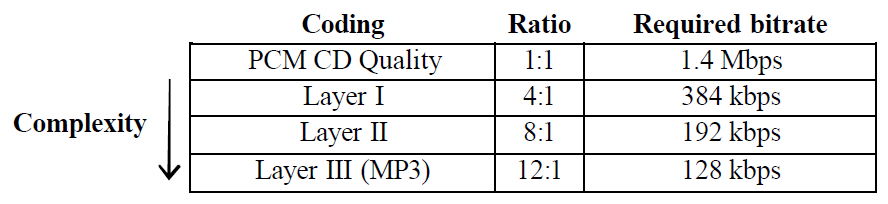 Coding Ratio Required bitrate
PCM CD Quality 1:1 1.4 Mbps
Layer I 4:1 384 kbps
Complexity
Layer II 8:1 192 kbps
Layer III (MP3) 12:1 128 kbps